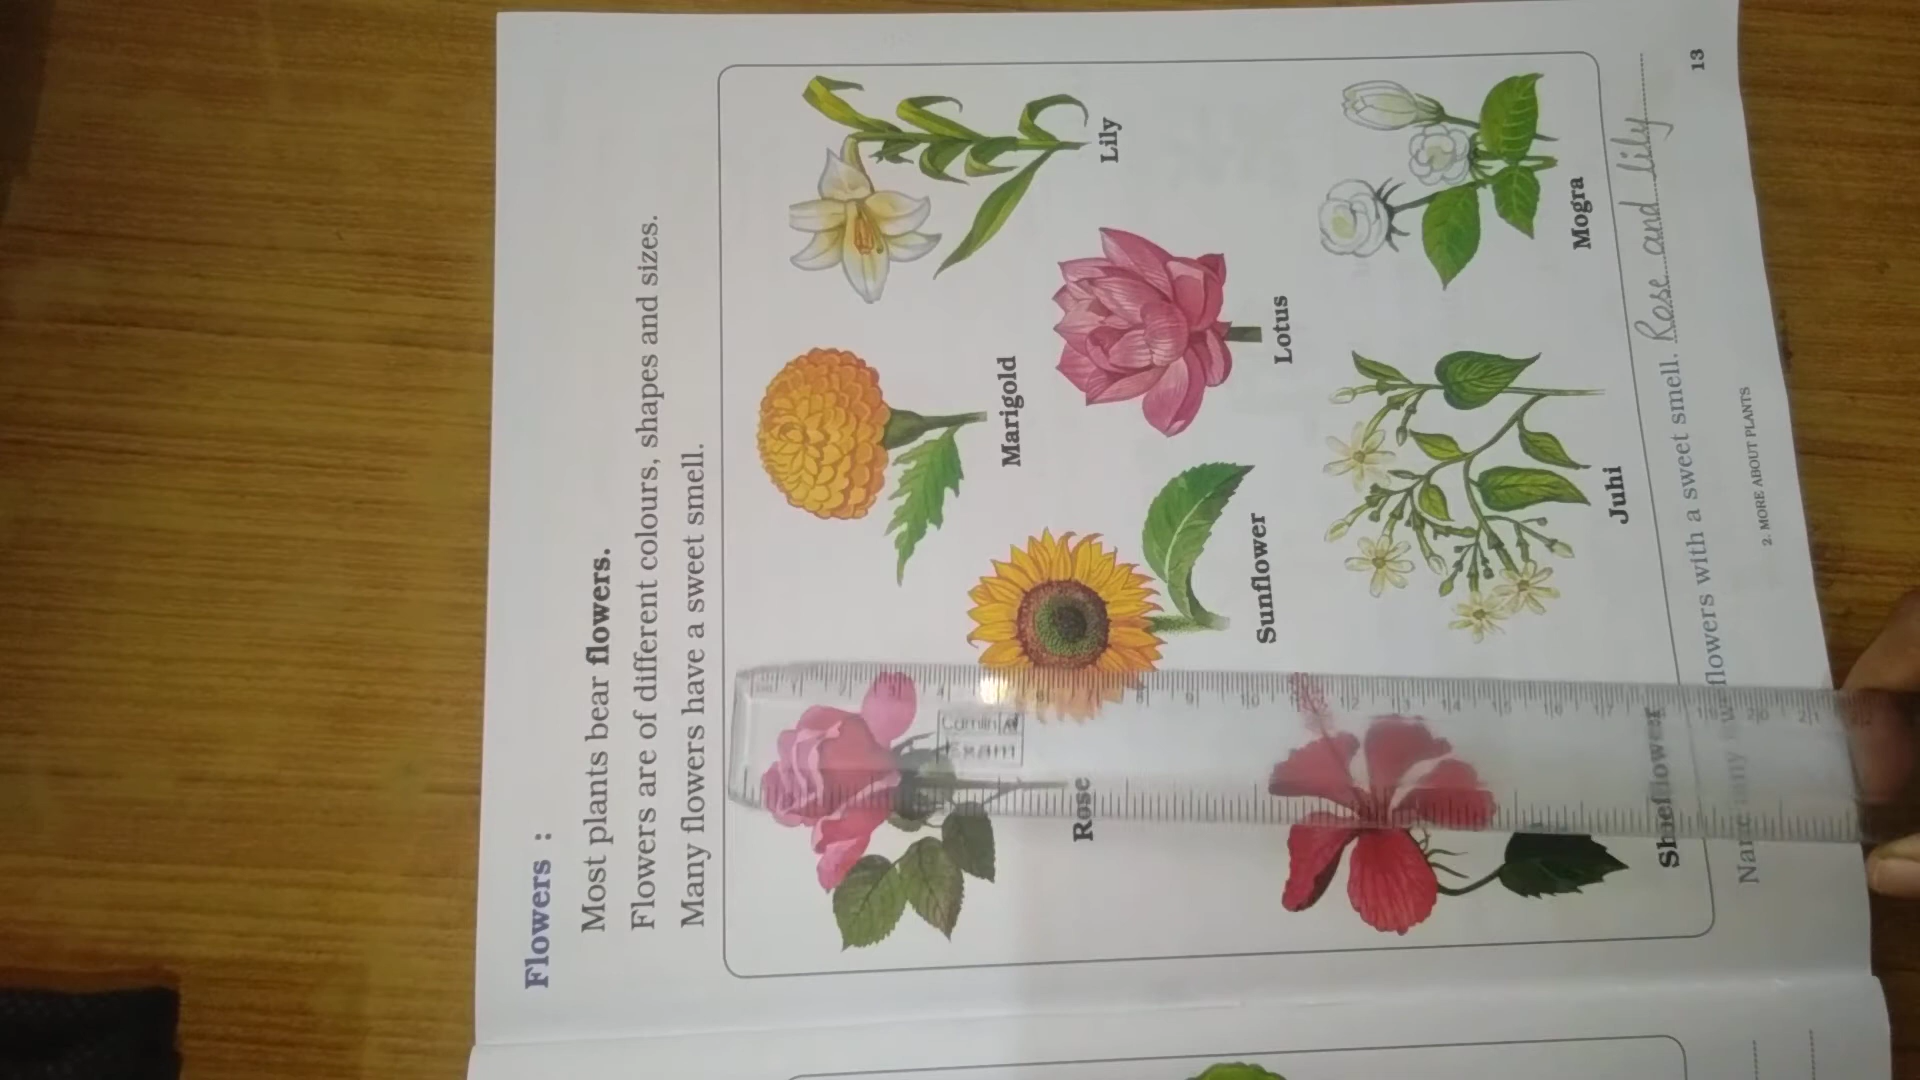 Flowers :
Most plants bear flowers.
Flowers are of different colours, shapes and sizes.
Many flowers have a sweet smell.
Rose
Marigold
Lily
Sunflower
Lotus
Shoeflower
Juhi
Mogra
flowers with a sweet smell. Rose and lily
2. MORE ABOUT PLANTS
13
Camlin
Exam